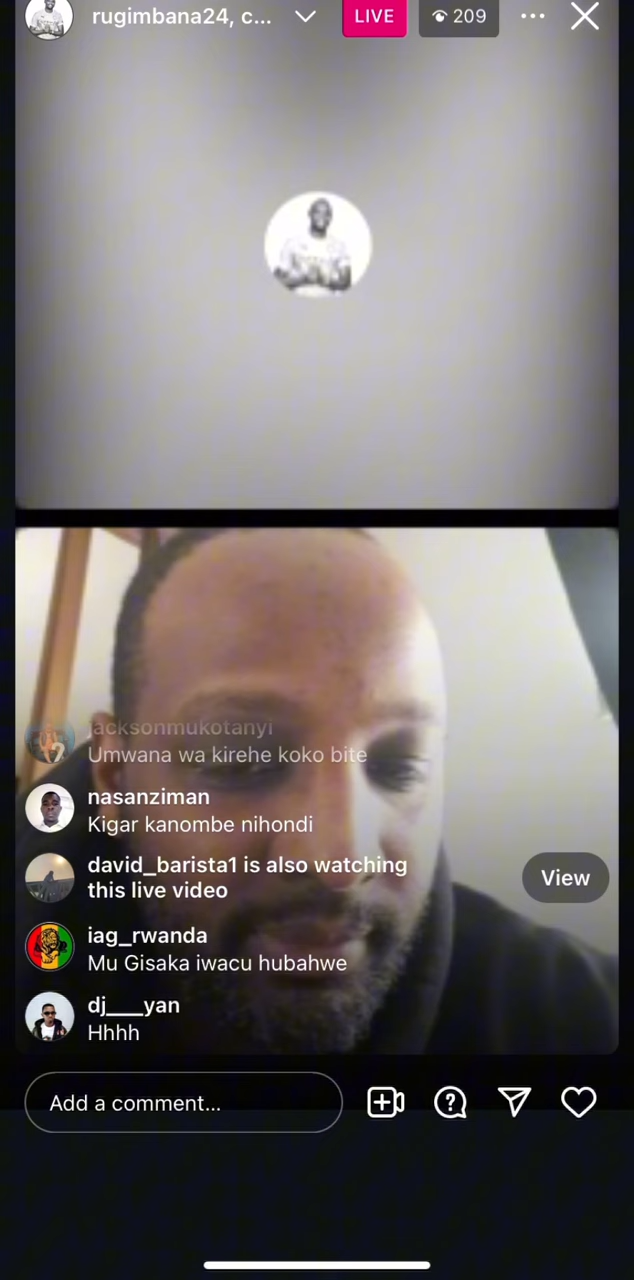 rugimbana24, c...
LIVE
209
jacksonmukotanyi
Umwana wa kirehe koko bite
nasanziman
Kigar kanombe nihondi
david_barista1 is also watching
this live video
View
iag_rwanda
Mu Gisaka iwacu hubahwe
dj___yan
Hhhh
Add a comment...